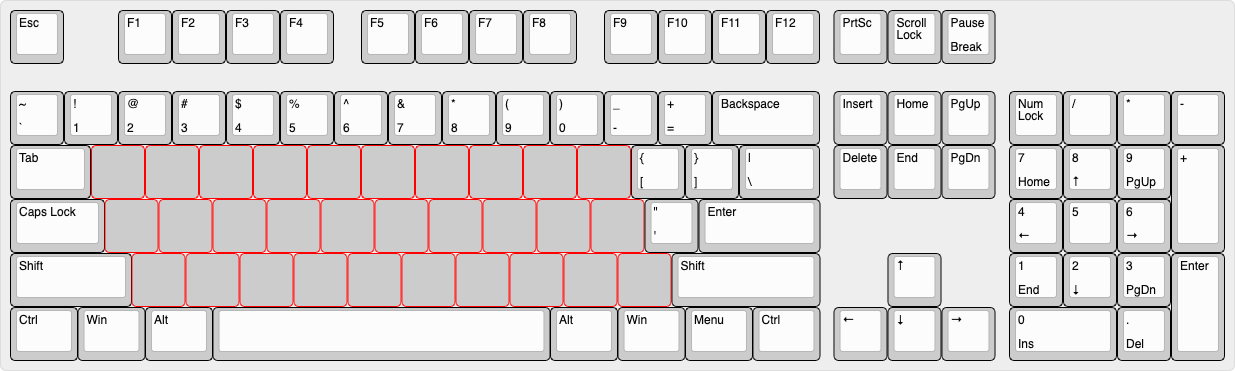 Esc F1 F2 F3 F4 F5 F6 F7 F8 F9 F10 F11 F12 PrtSc Scroll Lock Pause Break
~ ! @ # $ % ^ & * ( ) _ + Backspace Insert Home PgUp Num Lock / * -
` 1 2 3 4 5 6 7 8 9 0 - =
Tab { } | Delete End PgDn 7 8 9 +
[ ] \ Home ↑ PgUp
Caps Lock " Enter 4 5 6
' ← →
Shift Shift ↑ 1 2 3 Enter
End ↓ PgDn
Ctrl Win Alt Alt Win Menu Ctrl ← ↓ → 0 .
Ins Del